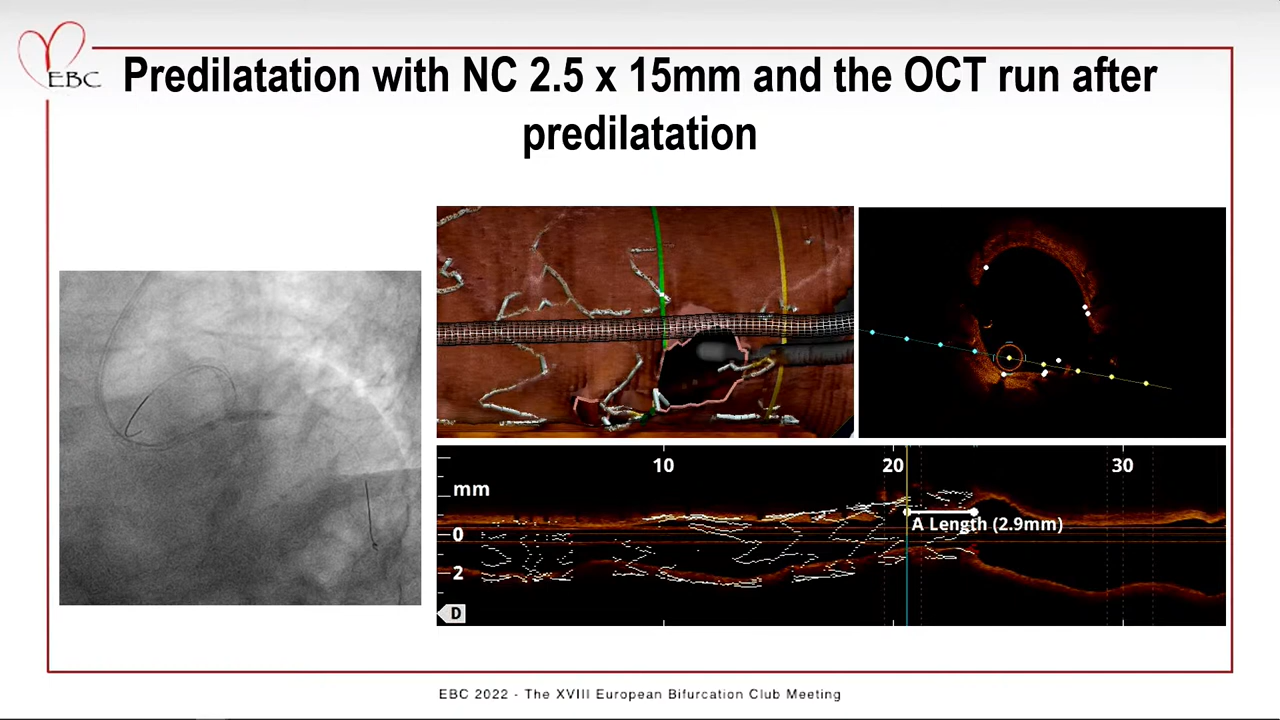 EBC
Predilatation with NC 2.5 x 15mm and the OCT run after
predilatation
10
20
30
mm
0
A Length (2.9mm)
2
D
EBC 2022 - The XVIII European Bifurcation Club Meeting